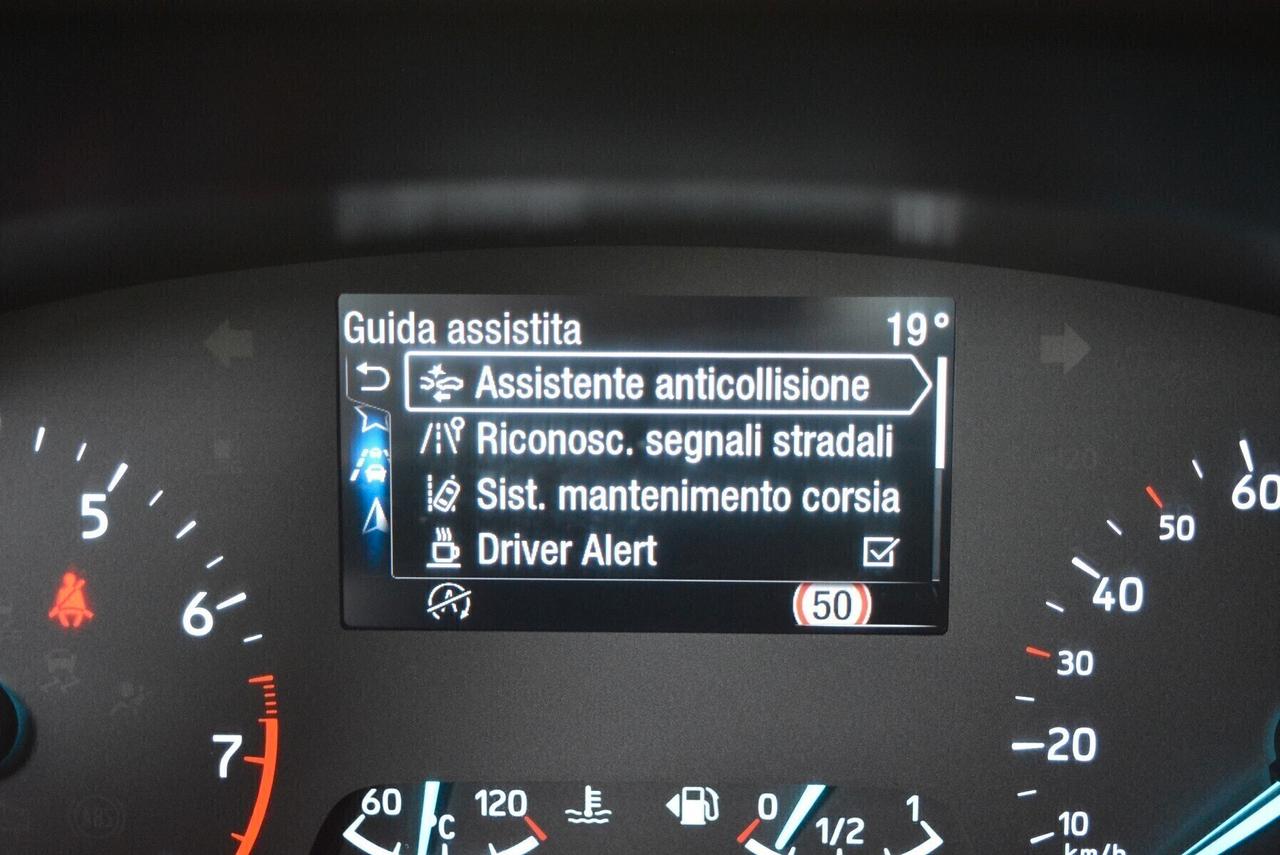 Guida assistita 19°
Assistente anticollisione
Riconosc. segnali stradali
Sist. mantenimento corsia
Driver Alert
50
5
6
7
60
50
40
30
20
10
km/h
60 °C 120
0 1/2 1